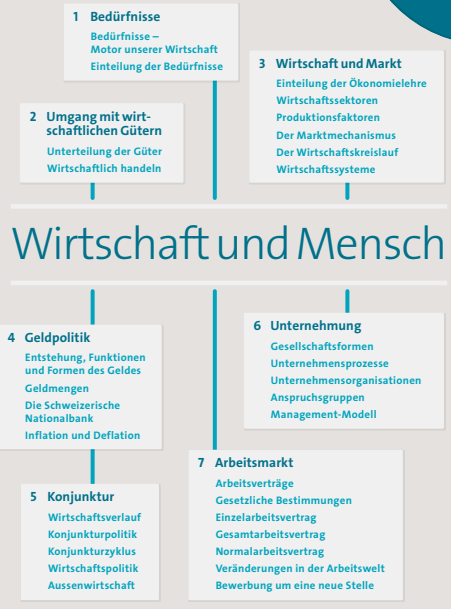 1 Bedürfnisse
Bedürfnisse –
Motor unserer Wirtschaft
Einteilung der Bedürfnisse
2 Umgang mit wirt-
schaftlichen Gütern
Unterteilung der Güter
Wirtschaftlich handeln
3 Wirtschaft und Markt
Einteilung der Ökonomielehre
Wirtschaftssektoren
Produktionsfaktoren
Der Marktmechanismus
Der Wirtschaftskreislauf
Wirtschaftssysteme
Wirtschaft und Mensch
4 Geldpolitik
Entstehung, Funktionen
und Formen des Geldes
Geldmengen
Die Schweizerische
Nationalbank
Inflation und Deflation
5 Konjunktur
Wirtschaftsverlauf
Konjunkturpolitik
Konjunkturzyklus
Wirtschaftspolitik
Aussenwirtschaft
6 Unternehmung
Gesellschaftsformen
Unternehmensprozesse
Unternehmensorganisationen
Anspruchsgruppen
Management-Modell
7 Arbeitsmarkt
Arbeitsverträge
Gesetzliche Bestimmungen
Einzelarbeitsvertrag
Gesamtarbeitsvertrag
Normalarbeitsvertrag
Veränderungen in der Arbeitswelt
Bewerbung um eine neue Stelle